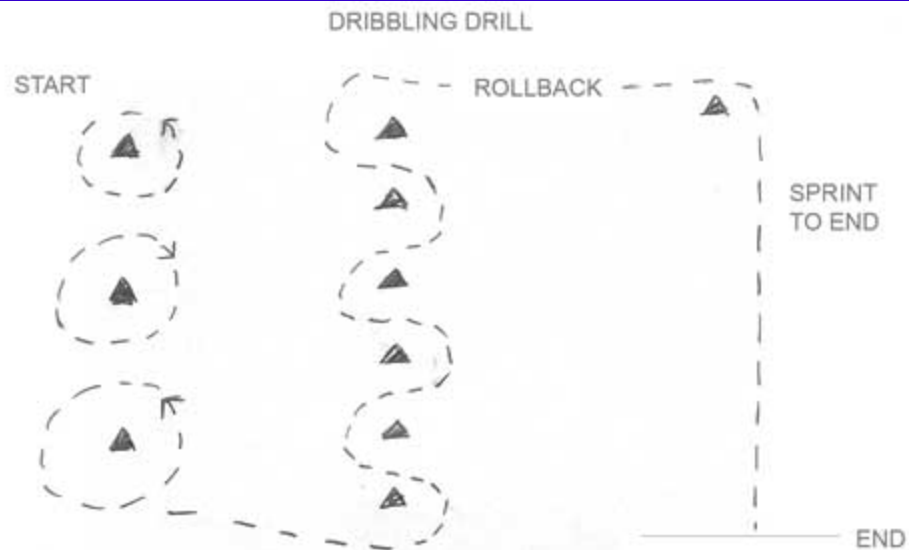 DRIBBLING DRILL
START
ROLLBACK
SPRINT
TO END
END